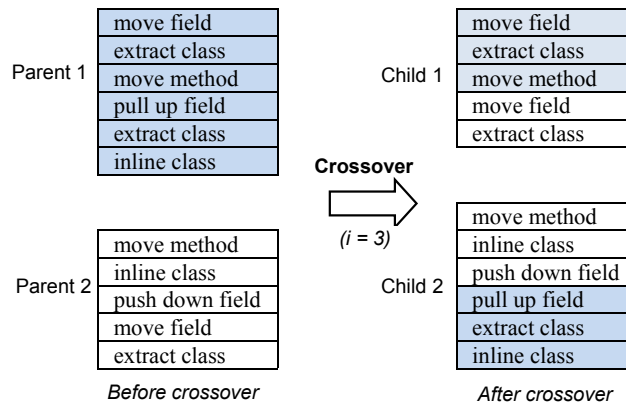 Parent 1
move field
extract class
move method
pull up field
extract class
inline class
Parent 2
move method
inline class
push down field
move field
extract class
Before crossover
Crossover
(i = 3)
Child 1
move field
extract class
move method
move field
extract class
Child 2
move method
inline class
push down field
pull up field
extract class
inline class
After crossover